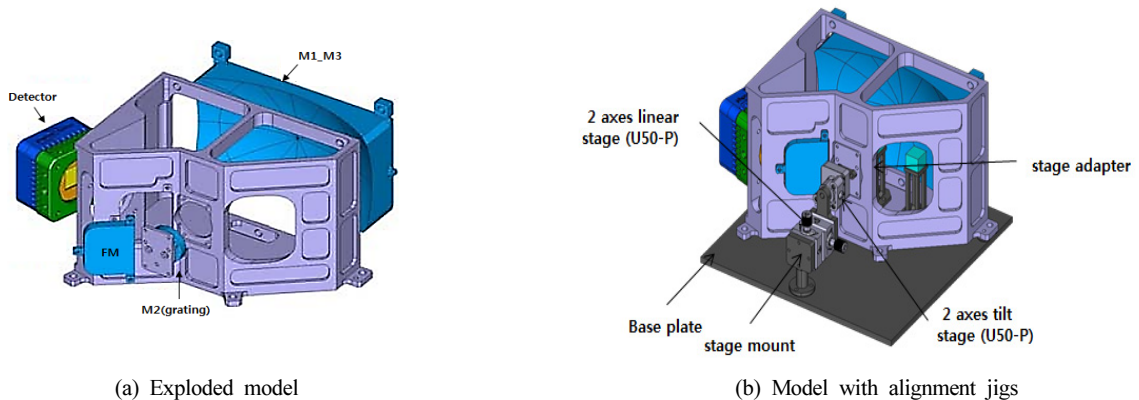 M1_M3
Detector
FM
M2(grating)
(a) Exploded model
2 axes linear
stage (U50-P)
stage adapter
Base plate
stage mount
2 axes tilt
stage (U50-P)
(b) Model with alignment jigs